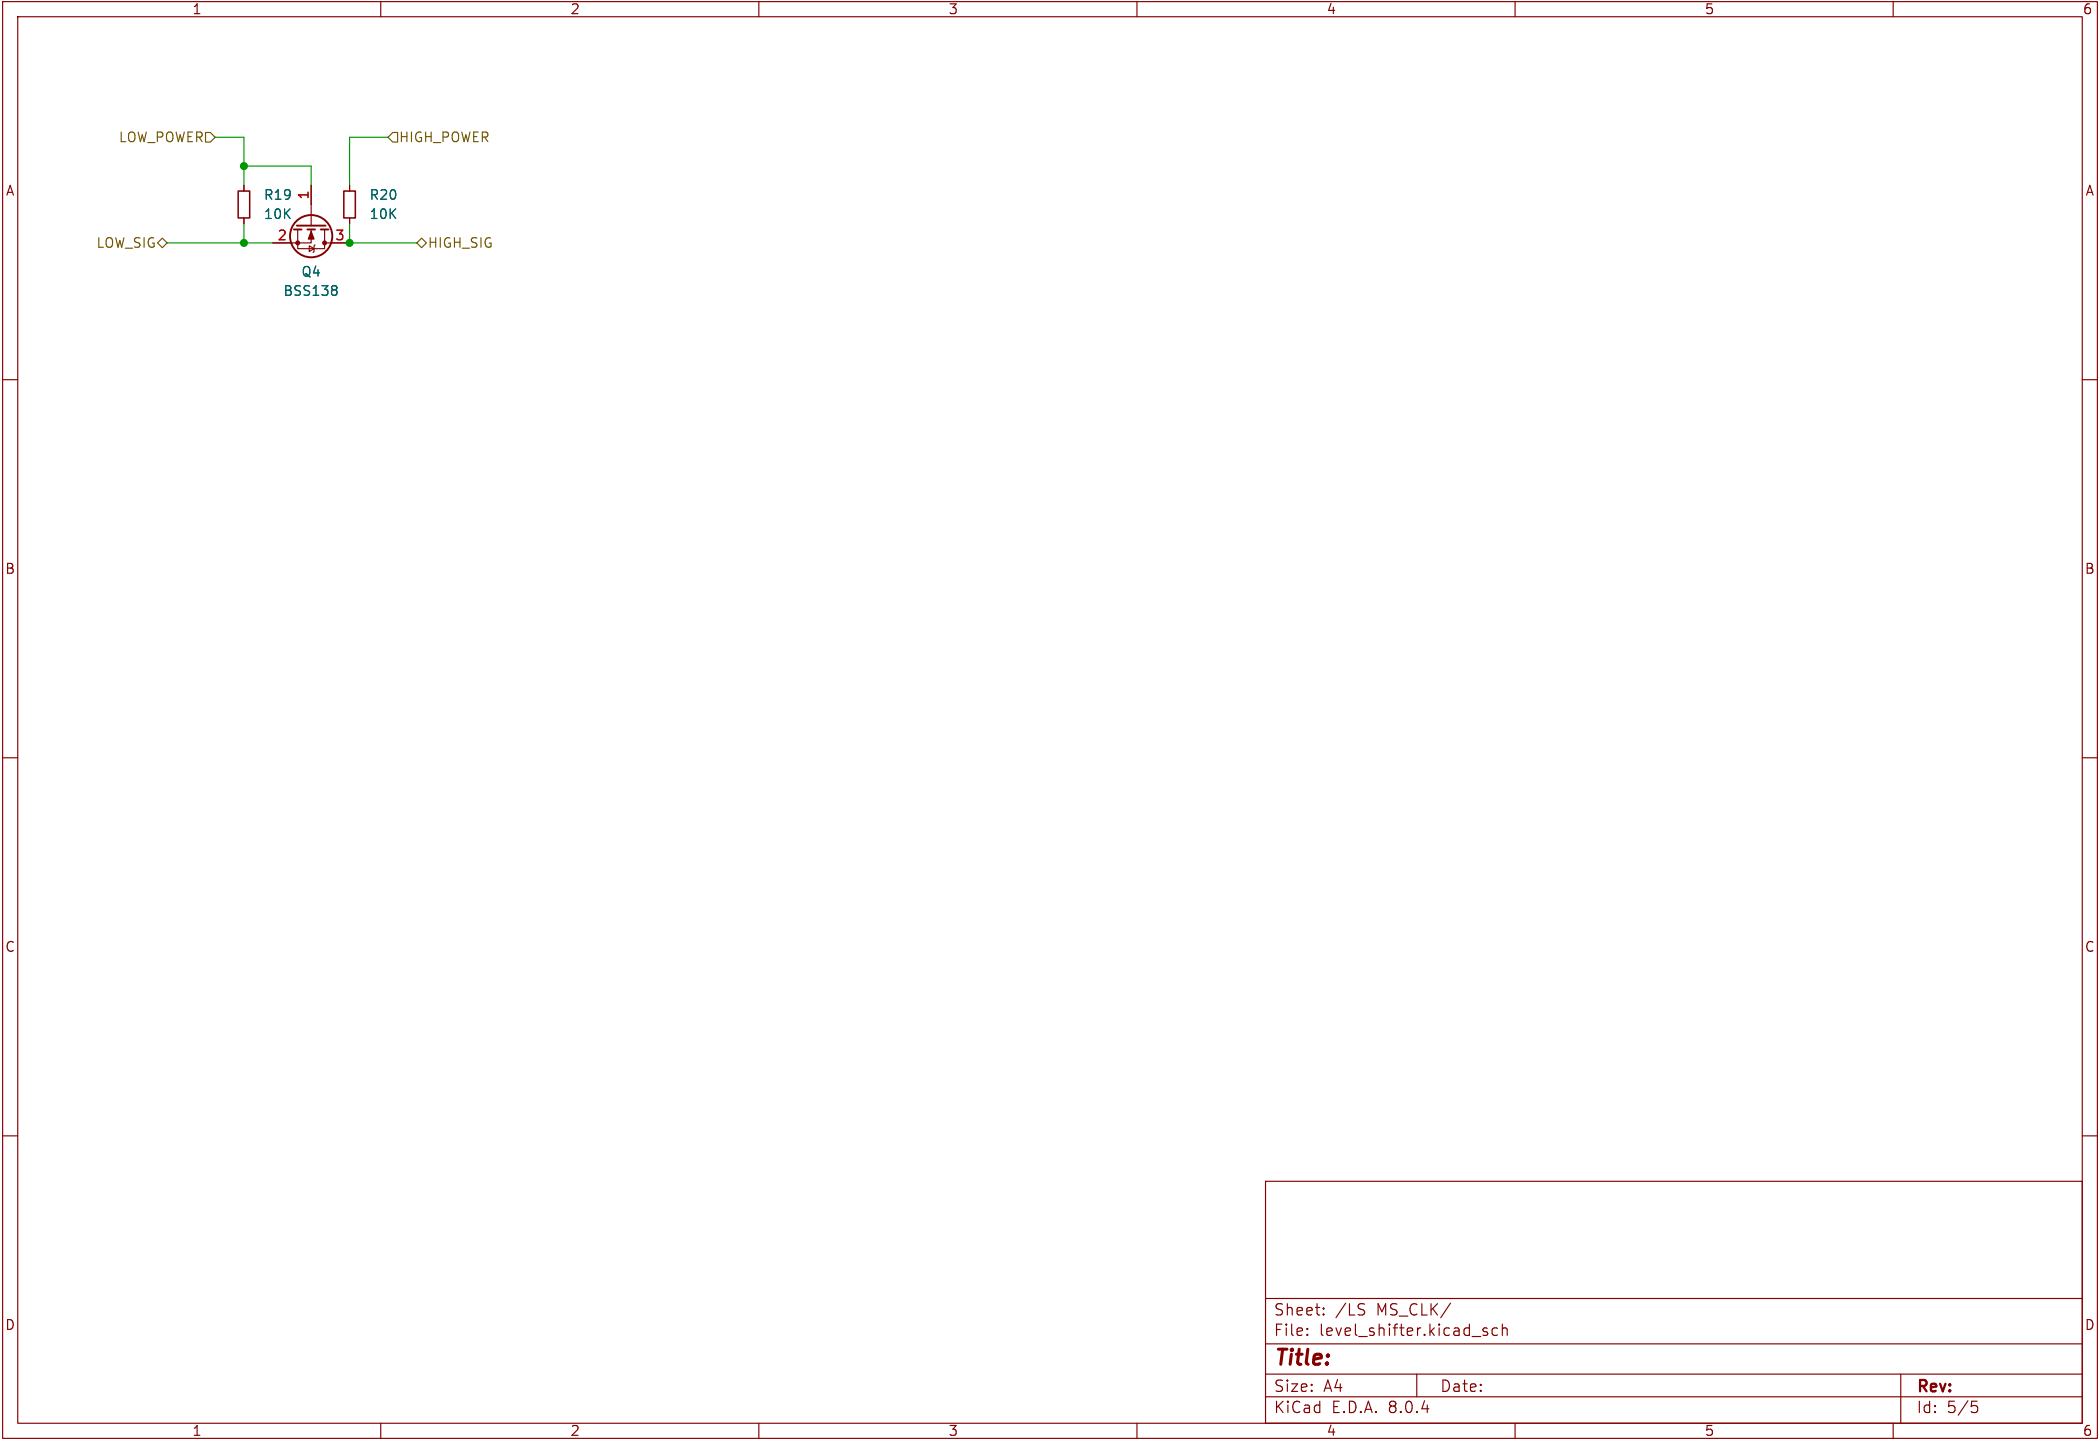 1 2 3 4 5 6
LOW_POWER
HIGH_POWER
A
R19
10K
1
R20
10K
A
LOW_SIG
2
3
HIGH_SIG
Q4
BSS138
B
B
C
C
D
D
Sheet: /LS MS_CLK/
File: level_shifter.kicad_sch
Title:
Size: A4
Date:
Rev:
KiCad E.D.A. 8.0.4
Id: 5/5
1 2 3 4 5 6